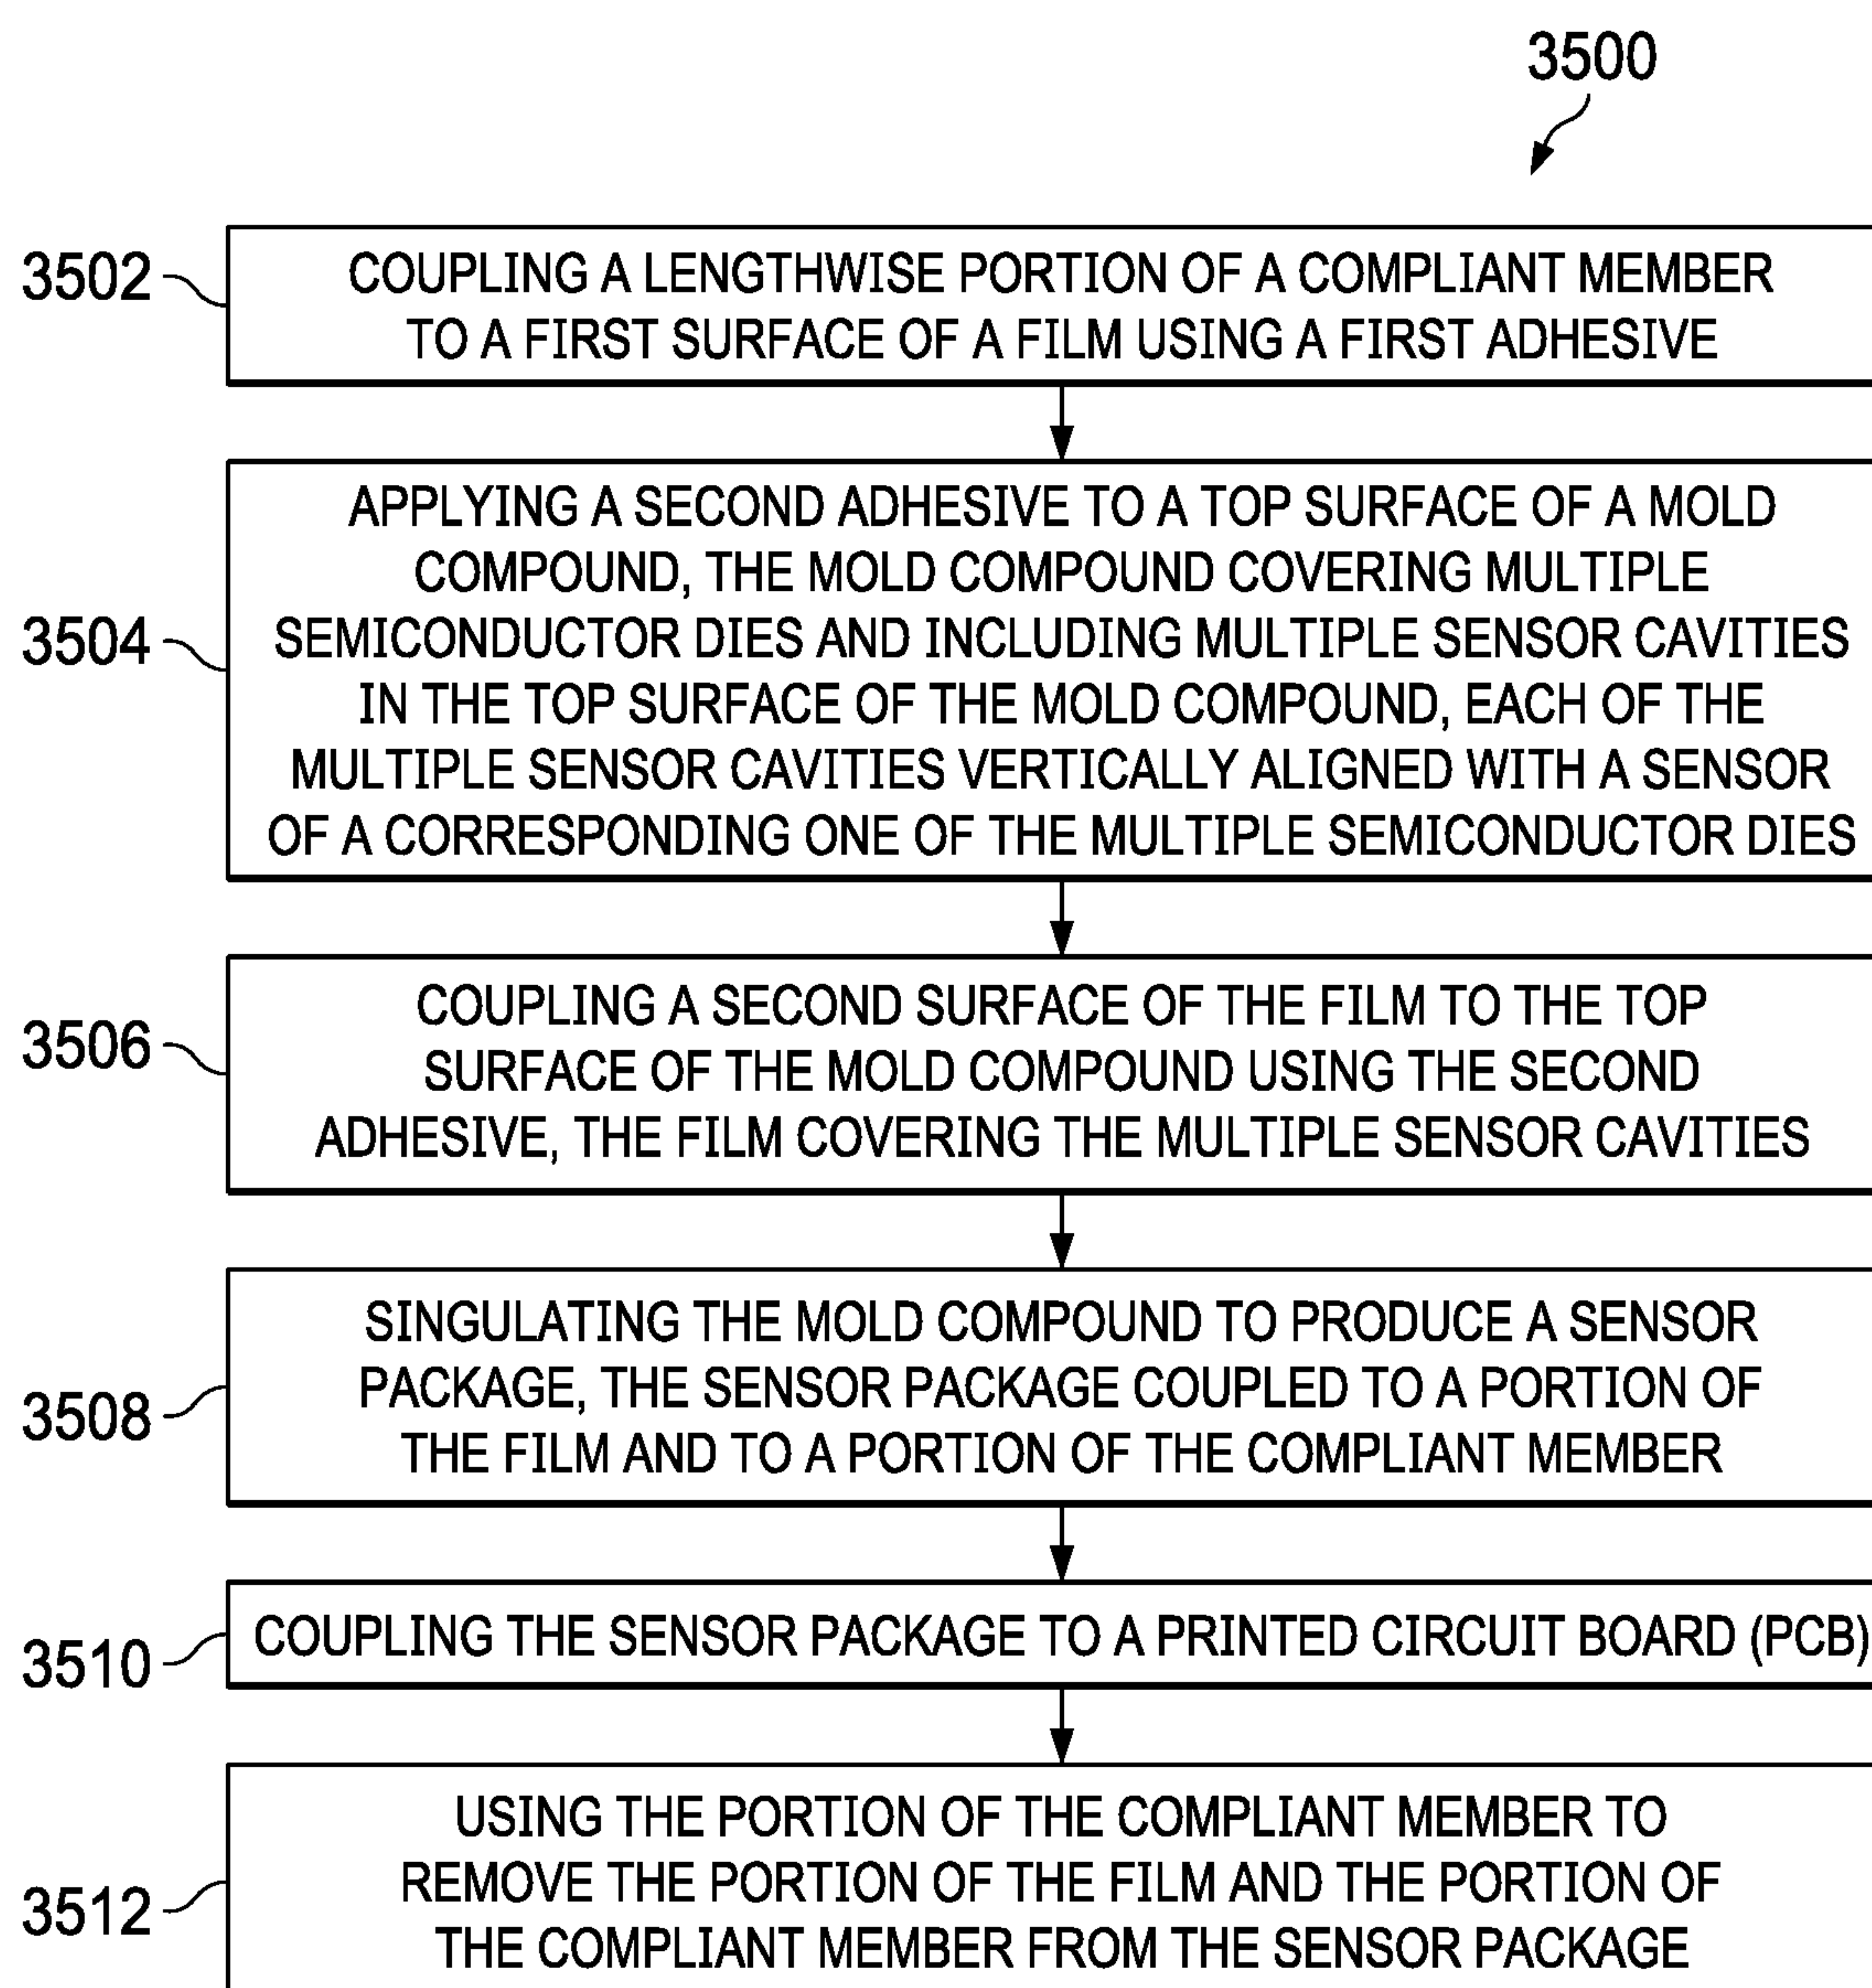 3500
3502
COUPLING A LENGTHWISE PORTION OF A COMPLIANT MEMBER
TO A FIRST SURFACE OF A FILM USING A FIRST ADHESIVE
3504
APPLYING A SECOND ADHESIVE TO A TOP SURFACE OF A MOLD
COMPOUND, THE MOLD COMPOUND COVERING MULTIPLE
SEMICONDUCTOR DIES AND INCLUDING MULTIPLE SENSOR CAVITIES
IN THE TOP SURFACE OF THE MOLD COMPOUND, EACH OF THE
MULTIPLE SENSOR CAVITIES VERTICALLY ALIGNED WITH A SENSOR
OF A CORRESPONDING ONE OF THE MULTIPLE SEMICONDUCTOR DIES
3506
COUPLING A SECOND SURFACE OF THE FILM TO THE TOP
SURFACE OF THE MOLD COMPOUND USING THE SECOND
ADHESIVE, THE FILM COVERING THE MULTIPLE SENSOR CAVITIES
3508
SINGULATING THE MOLD COMPOUND TO PRODUCE A SENSOR
PACKAGE, THE SENSOR PACKAGE COUPLED TO A PORTION OF
THE FILM AND TO A PORTION OF THE COMPLIANT MEMBER
3510
COUPLING THE SENSOR PACKAGE TO A PRINTED CIRCUIT BOARD (PCB)
3512
USING THE PORTION OF THE COMPLIANT MEMBER TO
REMOVE THE PORTION OF THE FILM AND THE PORTION OF
THE COMPLIANT MEMBER FROM THE SENSOR PACKAGE